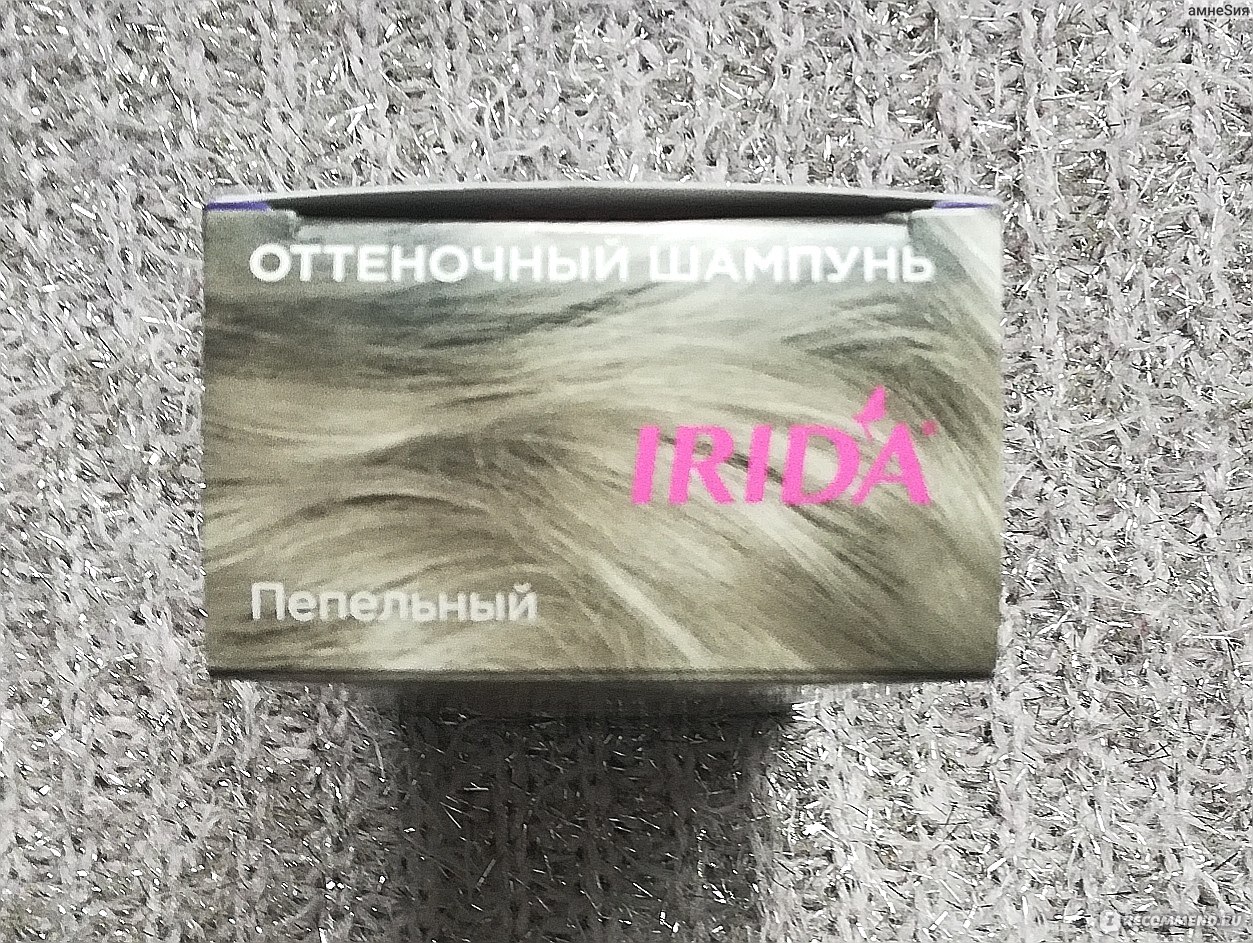 амнеSия
ОТТЕНОЧНЫЙ ШАМПУНЬ
IRIDA®
Пепельный
IRECOMMEND.RU